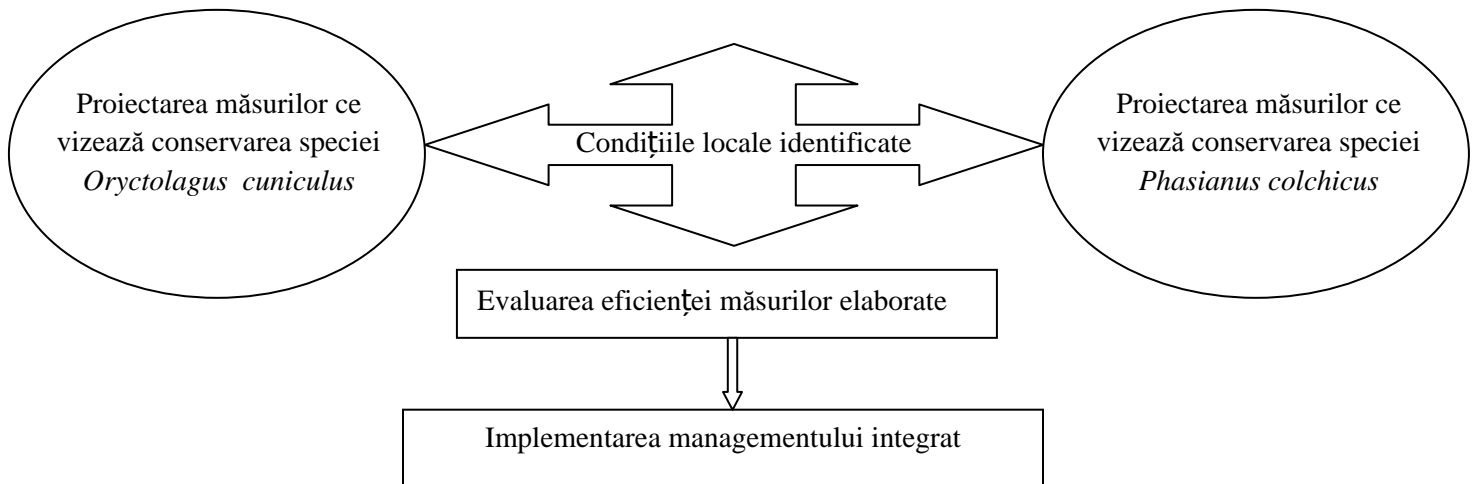 Proiectarea măsurilor ce
vizează conservarea speciei
Oryctolagus cuniculus
Condițiile locale identificate
Proiectarea măsurilor ce
vizează conservarea speciei
Phasianus colchicus
Evaluarea eficienței măsurilor elaborate
Implementarea managementului integrat